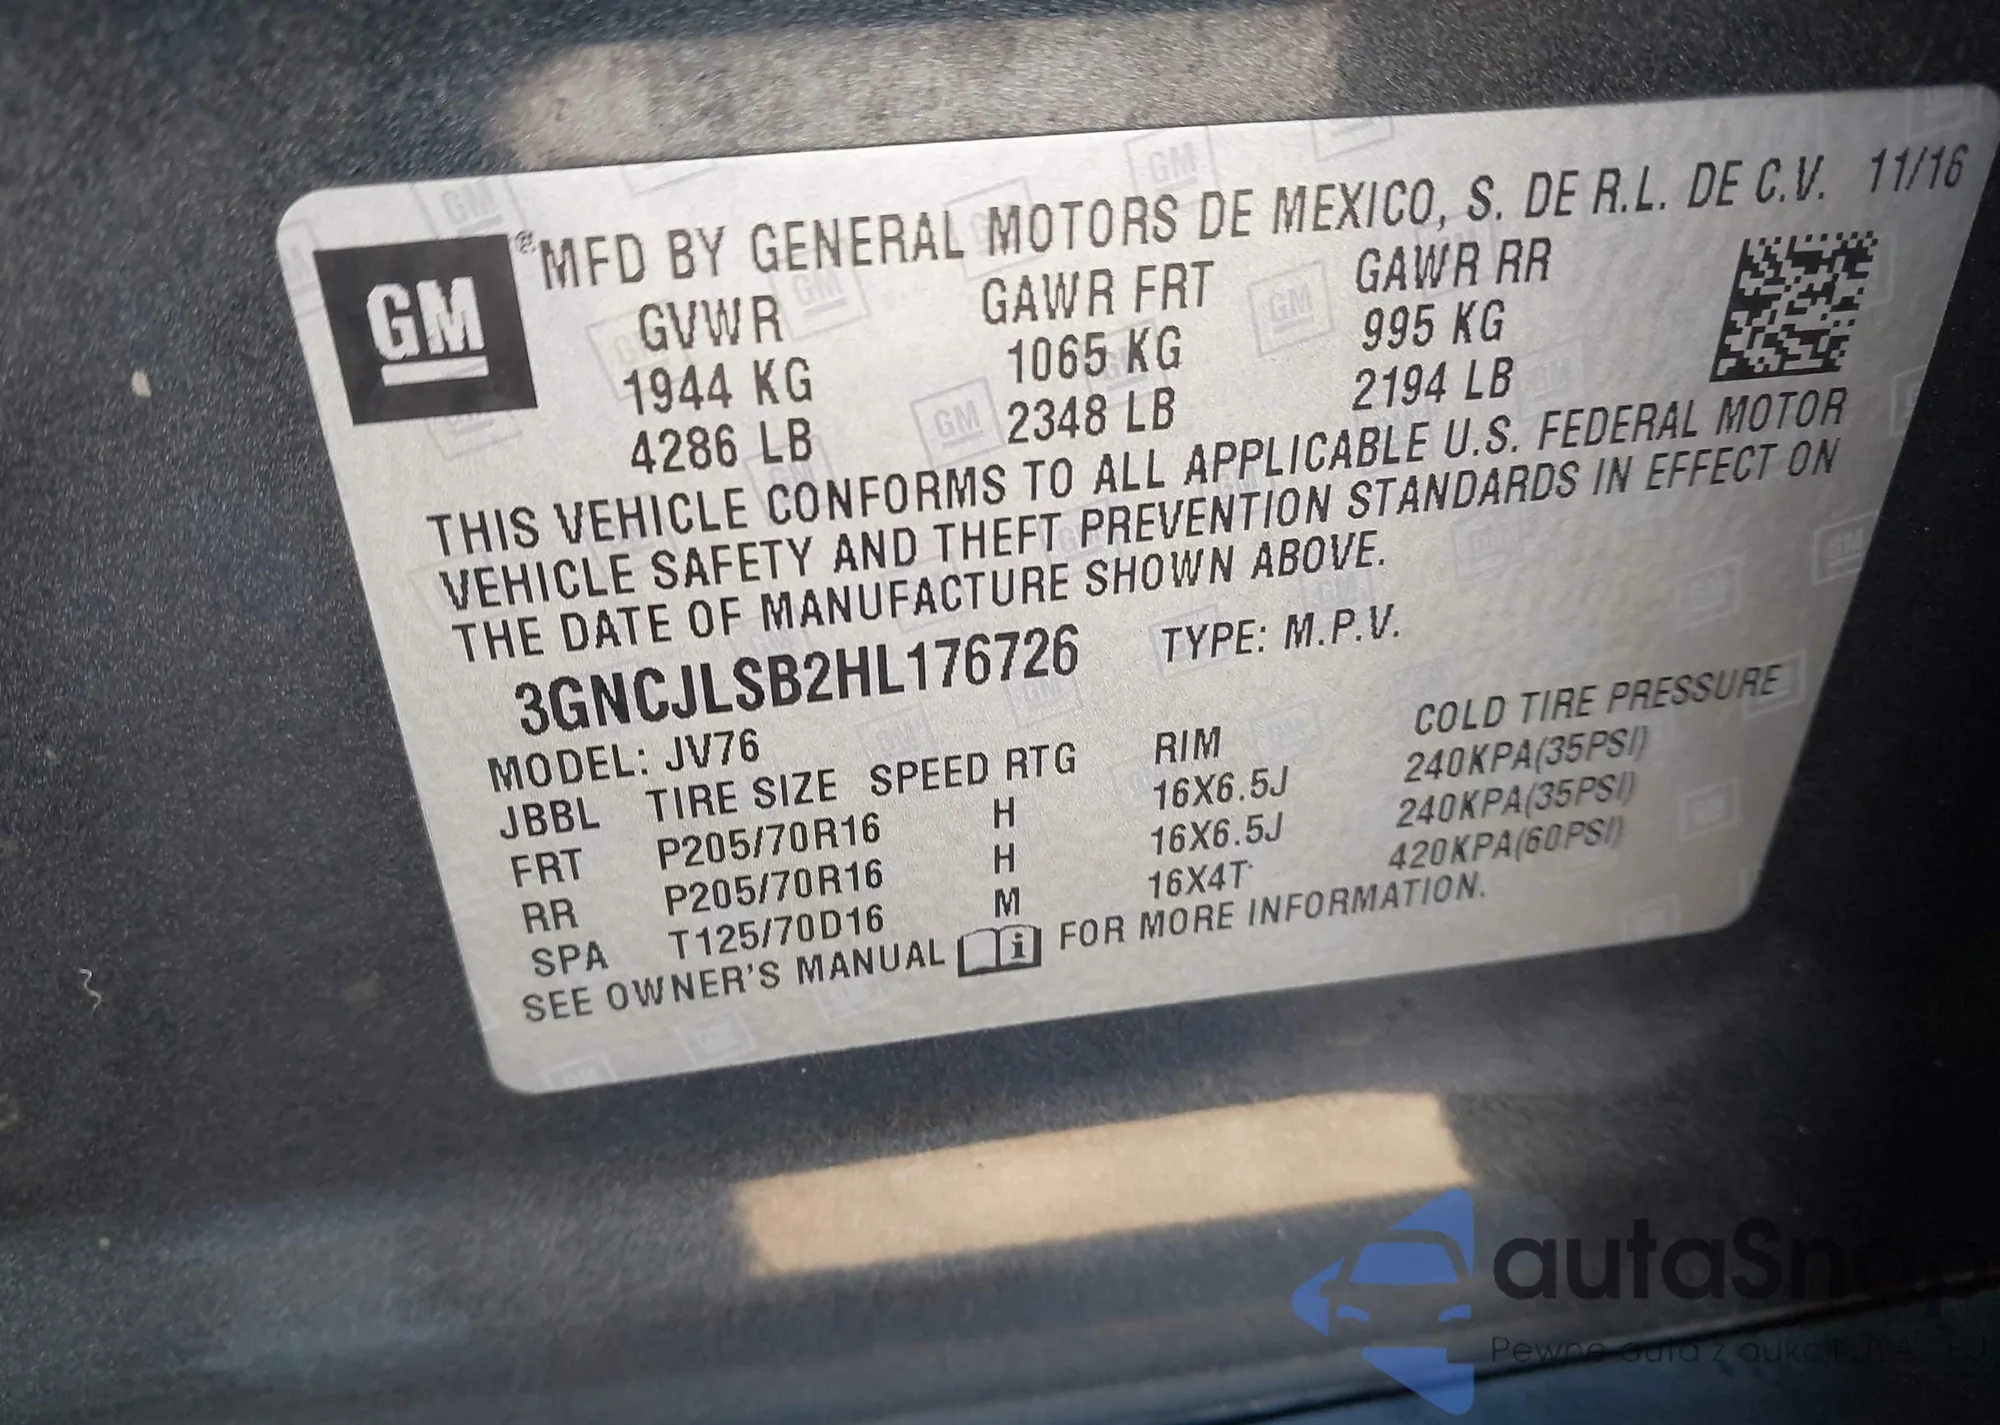 GM
® MFD BY GENERAL MOTORS DE MEXICO, S. DE R.L. DE C.V. 11/16
GVWR GAWR FRT GAWR RR
1944 KG 1065 KG 995 KG
4286 LB 2348 LB 2194 LB
THIS VEHICLE CONFORMS TO ALL APPLICABLE U.S. FEDERAL MOTOR
VEHICLE SAFETY AND THEFT PREVENTION STANDARDS IN EFFECT ON
THE DATE OF MANUFACTURE SHOWN ABOVE.
3GNCJLSB2HL176726 TYPE: M.P.V.
MODEL: JV76
JBBL TIRE SIZE SPEED RTG RIM COLD TIRE PRESSURE
FRT P205/70R16 H 16X6.5J 240KPA(35PSI)
RR P205/70R16 H 16X6.5J 240KPA(35PSI)
SPA T125/70D16 M 16X4T 420KPA(60PSI)
SEE OWNER'S MANUAL i FOR MORE INFORMATION.
autaSnap
Pewne auta z aukcji